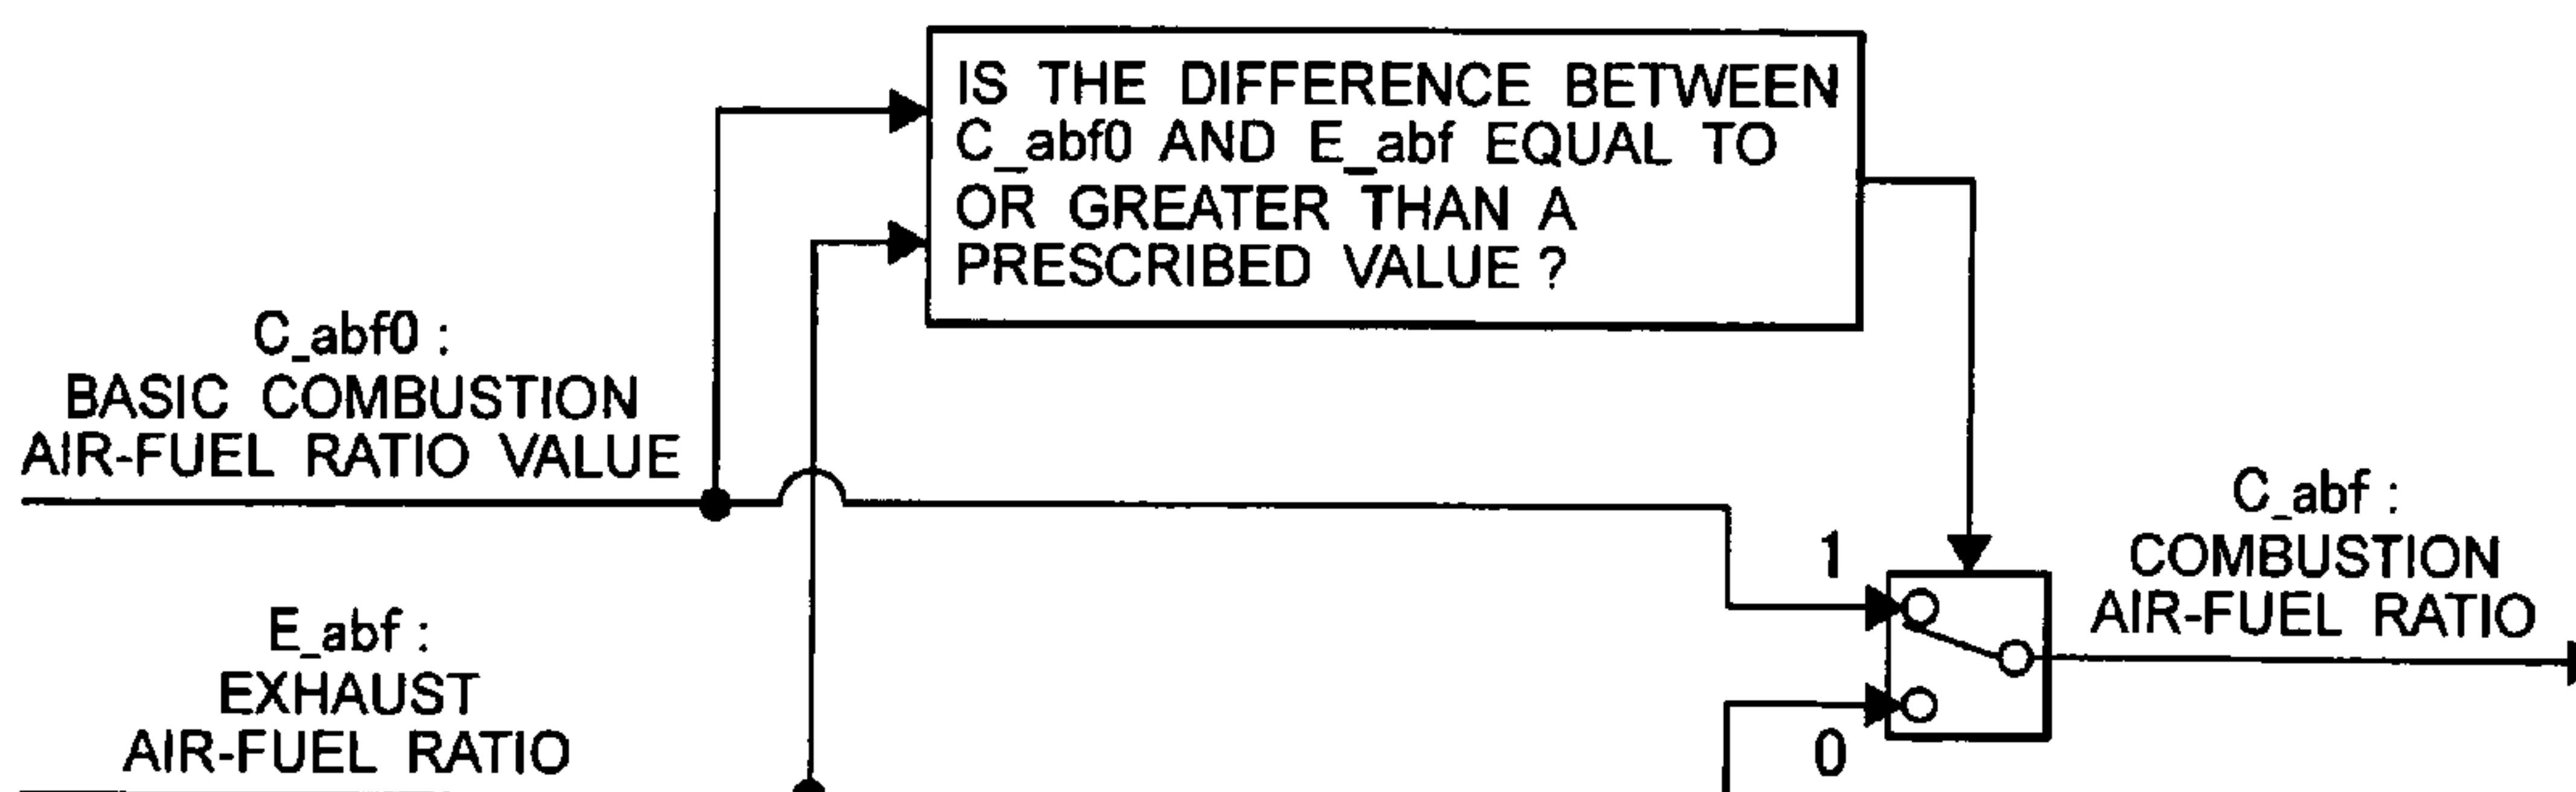 IS THE DIFFERENCE BETWEEN
C_abf0 AND E_abf EQUAL TO
OR GREATER THAN A
PRESCRIBED VALUE ?
C_abf0 :
BASIC COMBUSTION
AIR-FUEL RATIO VALUE
E_abf :
EXHAUST
AIR-FUEL RATIO
1
0
C_abf :
COMBUSTION
AIR-FUEL RATIO